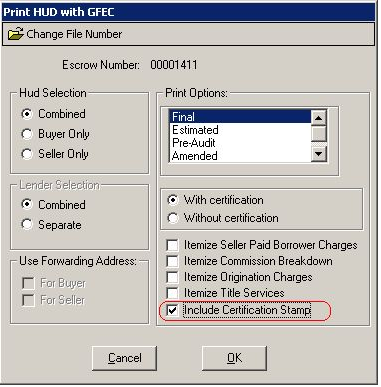 Print HUD with GFEC
Change File Number
Escrow Number: 00001411
Hud Selection
Combined
Buyer Only
Seller Only
Lender Selection
Combined
Separate
Use Forwarding Address:
For Buyer
For Seller
Print Options:
Final
Estimated
Pre-Audit
Amended
With certification
Without certification
Itemize Seller Paid Borrower Charges
Itemize Commission Breakdown
Itemize Origination Charges
Itemize Title Services
Include Certification Stamp
Cancel
OK